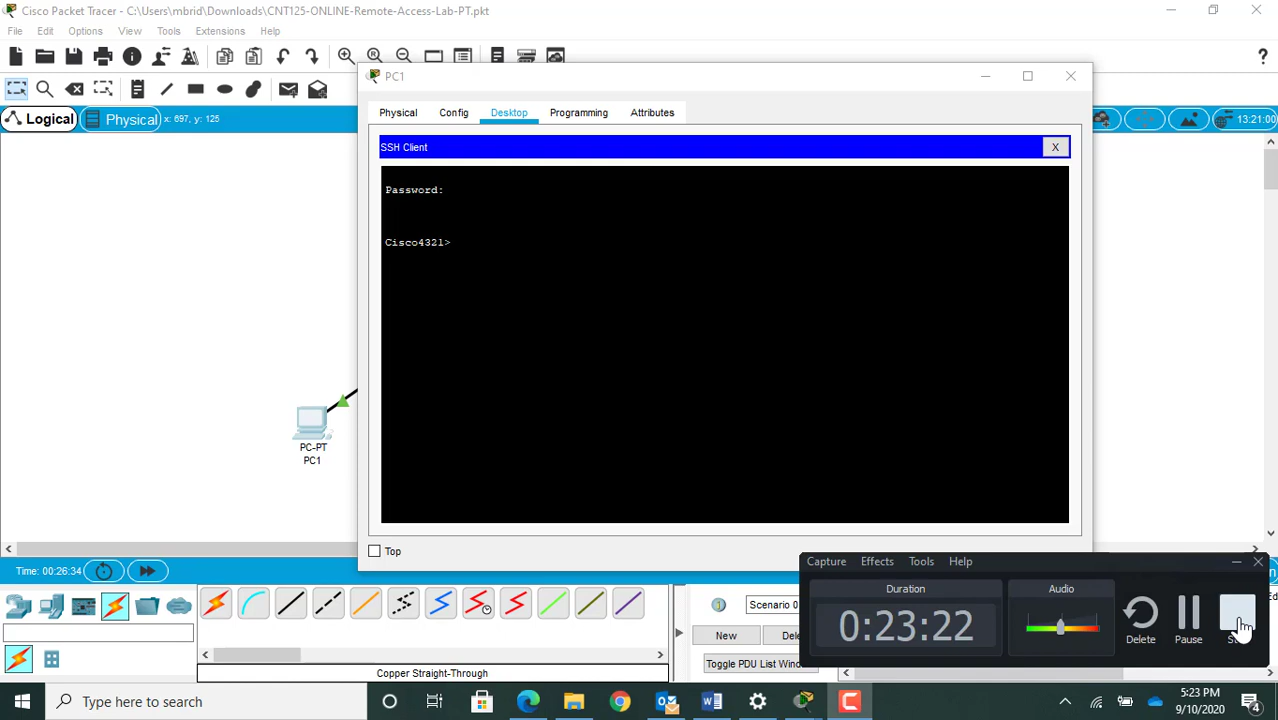 Cisco Packet Tracer - C:\Users\mbrid\Downloads\CNT125-ONLINE-Remote-Access-Lab-PT.pkt
File Edit Options View Tools Extensions Help
PC1
Logical Physical x: 697, y: 125
13:21:00
Physical Config Desktop Programming Attributes
SSH Client X
Password:
Cisco4321>
PC-PT
PC1
Top
Time: 00:26:34
Capture Effects Tools Help
Duration Audio
0:23:22
Delete Pause
Scenario 0
New
Toggle PDU List Wind
Copper Straight-Through
Type here to search
5:23 PM
9/10/2020
4